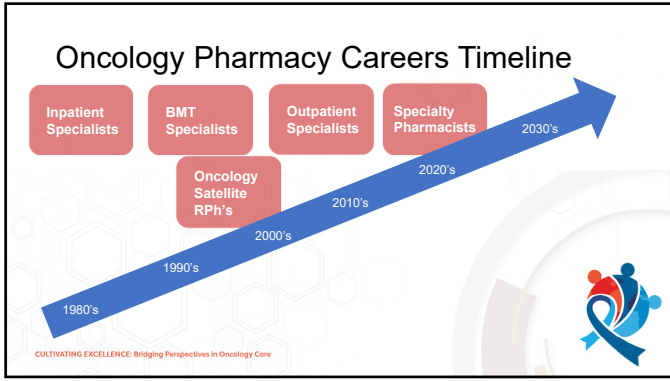 Oncology Pharmacy Careers Timeline
Inpatient
Specialists
BMT
Specialists
Outpatient
Specialists
Specialty
Pharmacists
Oncology
Satellite
RPh's
1980's
1990's
2000's
2010's
2020's
2030's
CULTIVATING EXCELLENCE: Bridging Perspectives in Oncology Care